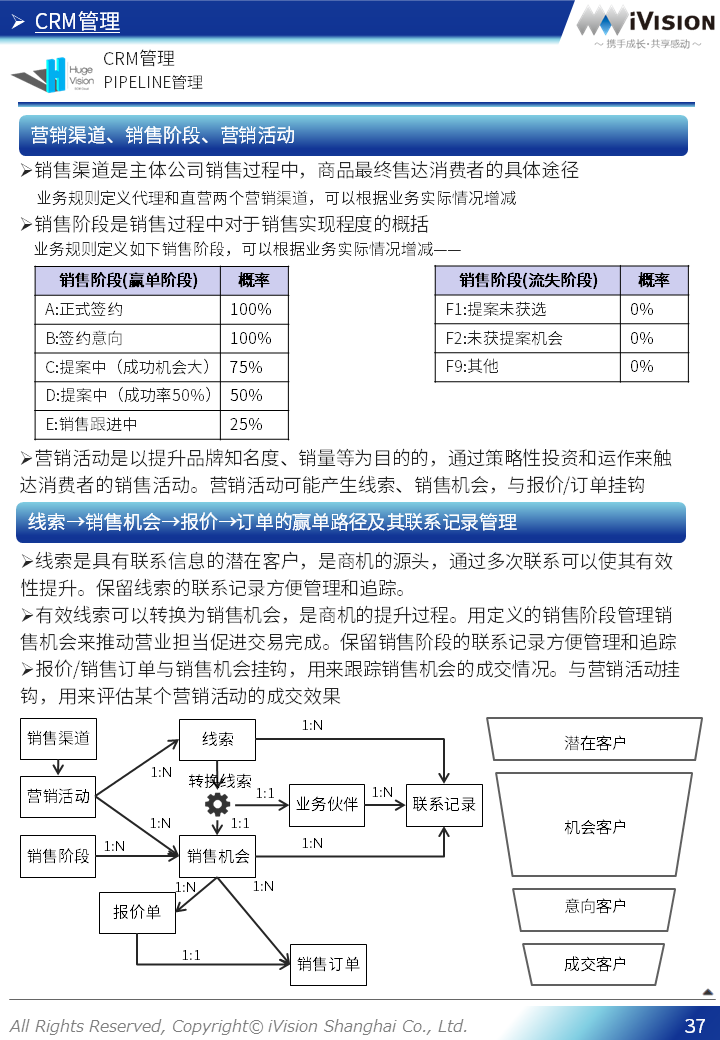 ➢ CRM管理
iVISION
～ 携手成长·共享感动 ～
Huge
Vision
CRM管理
PIPELINE管理
营销渠道、销售阶段、营销活动
➢销售渠道是主体公司销售过程中，商品最终售达消费者的具体途径
业务规则定义代理和直营两个营销渠道，可以根据业务实际情况增减
➢销售阶段是销售过程中对于销售实现程度的概括
业务规则定义如下销售阶段，可以根据业务实际情况增减——
销售阶段(赢单阶段) 概率
A:正式签约 100%
B:签约意向 100%
C:提案中（成功机会大） 75%
D:提案中（成功率50%） 50%
E:销售跟进中 25%
销售阶段(流失阶段) 概率
F1:提案未获选 0%
F2:未获提案机会 0%
F9:其他 0%
➢营销活动是以提升品牌知名度、销量等为目的的，通过策略性投资和运作来触
达消费者的销售活动。营销活动可能产生线索、销售机会，与报价/订单挂钩
线索→销售机会→报价→订单的赢单路径及其联系记录管理
➢线索是具有联系信息的潜在客户，是商机的源头，通过多次联系可以使其有效
性提升。保留线索的联系记录方便管理和追踪。
➢有效线索可以转换为销售机会，是商机的提升过程。用定义的销售阶段管理销
售机会来推动营业担当促进交易完成。保留销售阶段的联系记录方便管理和追踪
➢报价/销售订单与销售机会挂钩，用来跟踪销售机会的成交情况。与营销活动挂
钩，用来评估某个营销活动的成交效果
销售渠道
线索
1:N
潜在客户
1:N
转换线索
营销活动
1:1
业务伙伴
1:N
联系记录
1:N
1:1
机会客户
销售阶段
1:N
销售机会
1:N
1:N
1:N
报价单
意向客户
1:1
销售订单
成交客户
All Rights Reserved, Copyright© iVision Shanghai Co., Ltd.
37